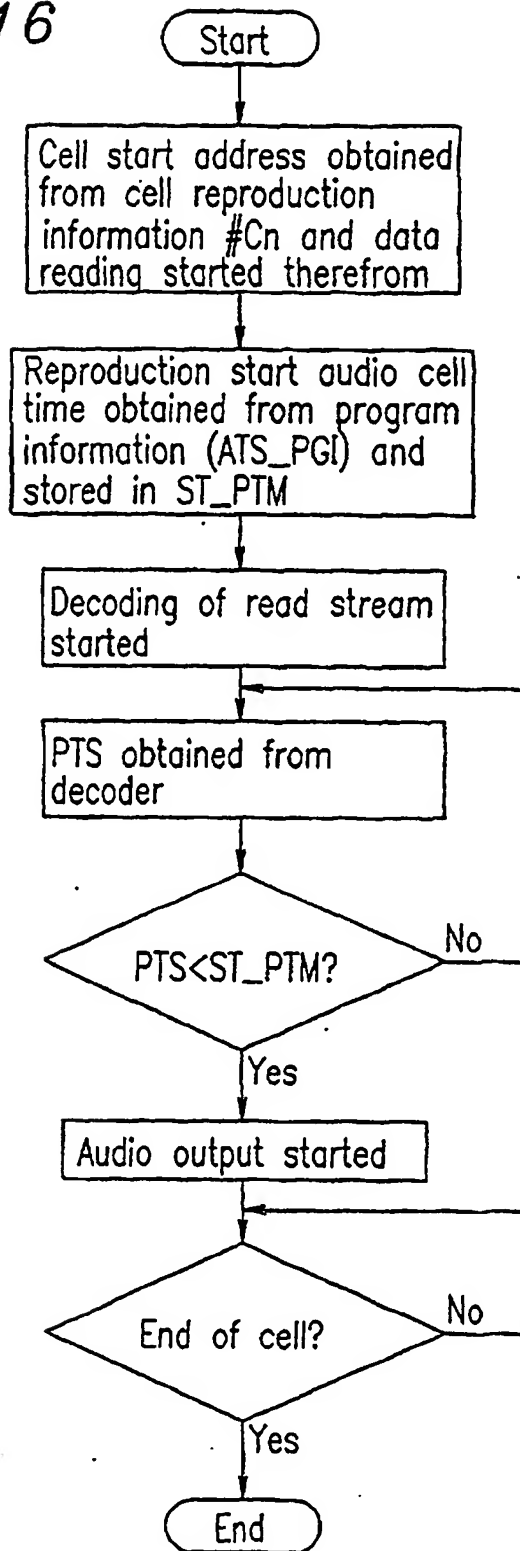 16
Start
Cell start address obtained
from cell reproduction
information #Cn and data
reading started therefrom
Reproduction start audio cell
time obtained from program
information (ATS_PGI) and
stored in ST_PTM
Decoding of read stream
started
PTS obtained from
decoder
PTS<ST_PTM?
No
Yes
Audio output started
End of cell?
No
Yes
End